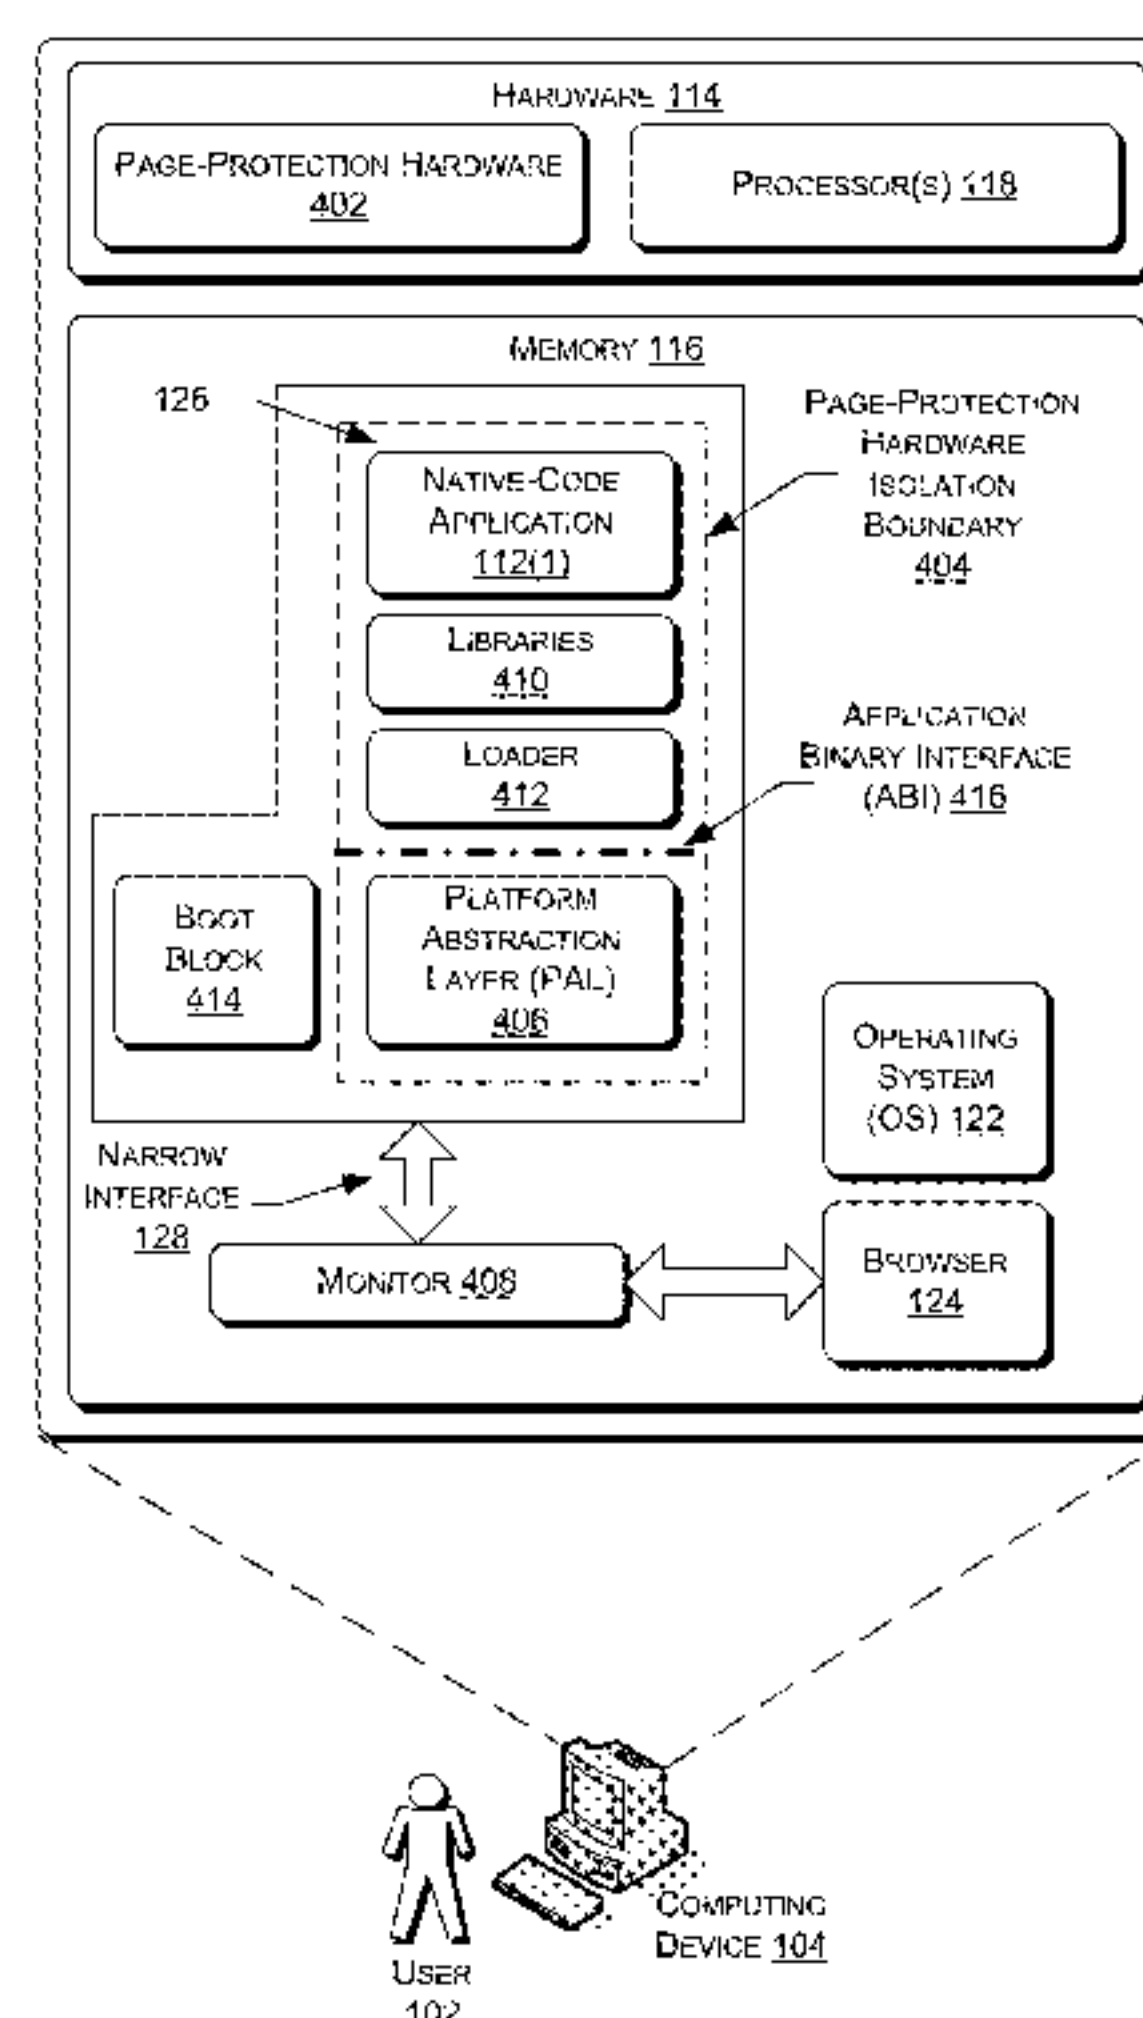 HARDWARE 114
PAGE-PROTECTION HARDWARE
402
PROCESSOR(S) 118
MEMORY 116
126
PAGE-PROTECTION
HARDWARE
ISOLATION
BOUNDARY
404
NATIVE-CODE
APPLICATION
112(1)
LIBRARIES
410
APPLICATION
BINARY INTERFACE
(ABI) 416
LOADER
412
BOOT
BLOCK
414
PLATFORM
ABSTRACTION
LAYER (PAL)
406
OPERATING
SYSTEM
(OS) 122
NARROW
INTERFACE
128
MONITOR 408
BROWSER
124
COMPUTING
DEVICE 104
USER
102